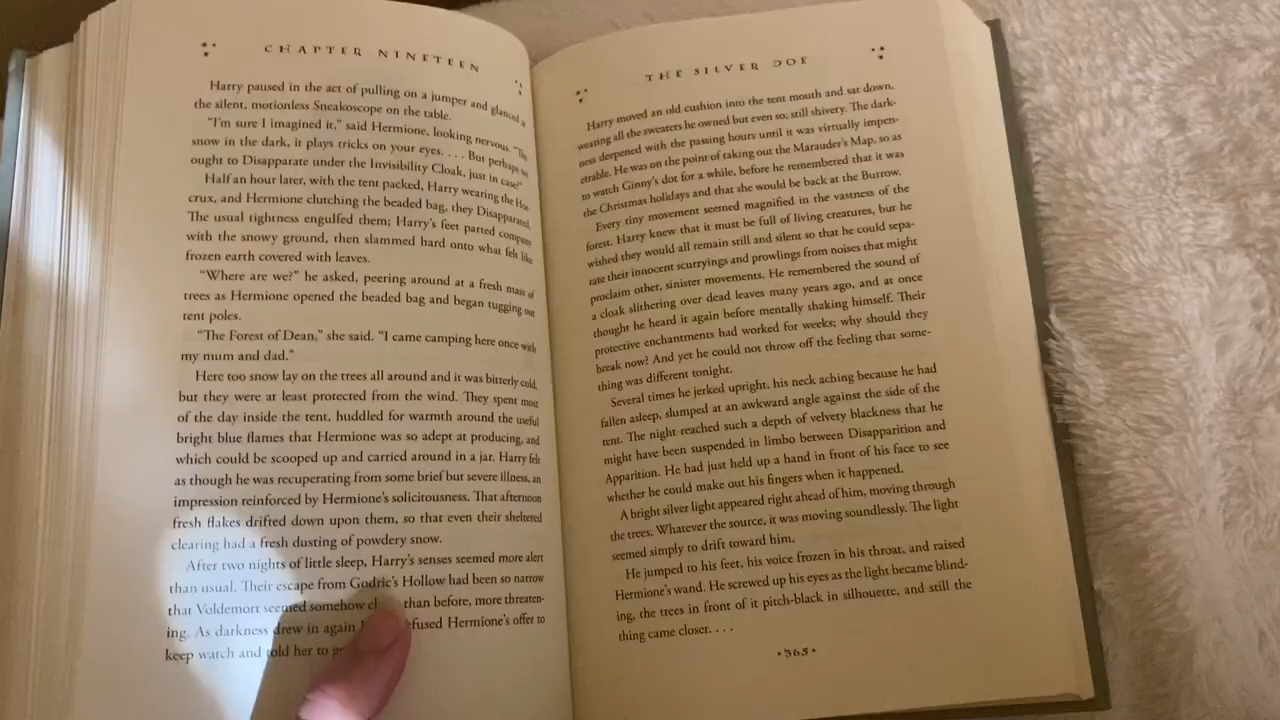 CHAPTER NINETEEN
Harry paused in the act of pulling on a jumper and glanced at
the silent, motionless Sneakoscope on the table.
"I'm sure I imagined it," said Hermione, looking nervous. "The
snow in the dark, it plays tricks on your eyes. . . . But perhaps we
ought to Disapparate under the Invisibility Cloak, just in case?"
Half an hour later, with the tent packed, Harry wearing the Hor-
crux, and Hermione clutching the beaded bag, they Disapparated.
The usual tightness engulfed them; Harry's feet parted company
with the snowy ground, then slammed hard onto what felt like
frozen earth covered with leaves.
"Where are we?" he asked, peering around at a fresh mass of
trees as Hermione opened the beaded bag and began tugging out
tent poles.
"The Forest of Dean," she said. "I came camping here once with
my mum and dad."
Here too snow lay on the trees all around and it was bitterly cold,
but they were at least protected from the wind. They spent most
of the day inside the tent, huddled for warmth around the useful
bright blue flames that Hermione was so adept at producing, and
which could be scooped up and carried around in a jar. Harry felt
as though he was recuperating from some brief but severe illness, an
impression reinforced by Hermione's solicitousness. That afternoon
fresh flakes drifted down upon them, so that even their sheltered
clearing had a fresh dusting of powdery snow.
After two nights of little sleep, Harry's senses seemed more alert
than usual. Their escape from Godric's Hollow had been so narrow
that Voldemort seemed somehow than before, more threaten-
ing. As darkness drew in again refused Hermione's offer to
keep watch and told her to
THE SILVER DOE
Harry moved an old cushion into the tent mouth and sat down,
wearing all the sweaters he owned but even so, still shivery. The dark-
ness deepened with the passing hours until it was virtually impen-
etrable. He was on the point of taking out the Marauder's Map, so as
to watch Ginny's dot for a while, before he remembered that it was
the Christmas holidays and that she would be back at the Burrow.
Every tiny movement seemed magnified in the vastness of the
forest. Harry knew that it must be full of living creatures, but he
wished they would all remain still and silent so that he could sepa-
rate their innocent scurryings and prowlings from noises that might
proclaim other, sinister movements. He remembered the sound of
a cloak slithering over dead leaves many years ago, and at once
thought he heard it again before mentally shaking himself. Their
protective enchantments had worked for weeks; why should they
break now? And yet he could not throw off the feeling that some-
thing was different tonight.
Several times he jerked upright, his neck aching because he had
fallen asleep, slumped at an awkward angle against the side of the
tent. The night reached such a depth of velvety blackness that he
might have been suspended in limbo between Disapparition and
Apparition. He had just held up a hand in front of his face to see
whether he could make out his fingers when it happened.
A bright silver light appeared right ahead of him, moving through
the trees. Whatever the source, it was moving soundlessly. The light
seemed simply to drift toward him.
He jumped to his feet, his voice frozen in his throat, and raised
Hermione's wand. He screwed up his eyes as the light became blind-
ing, the trees in front of it pitch-black in silhouette, and still the
thing came closer. . . .
•365•